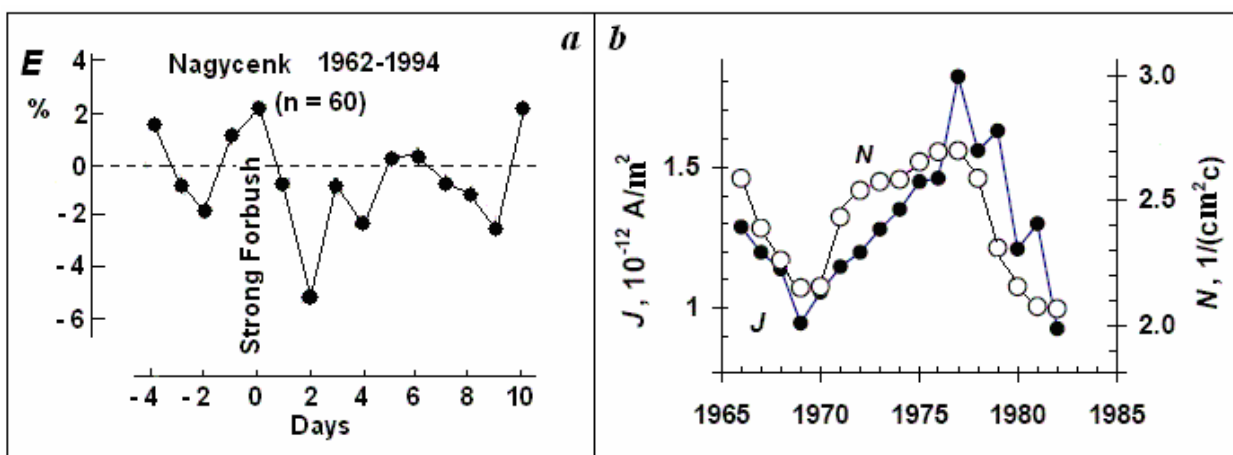 a
E
%
Nagycenk 1962-1994
(n = 60)
4
2
0
- 2
- 4
- 6
Strong Forbush
- 4 - 2 0 2 4 6 8 10
Days
b
J, 10⁻¹² A/m²
1.5
1
N
J
3.0
2.5
2.0
N, 1/(cm²c)
1965 1970 1975 1980 1985